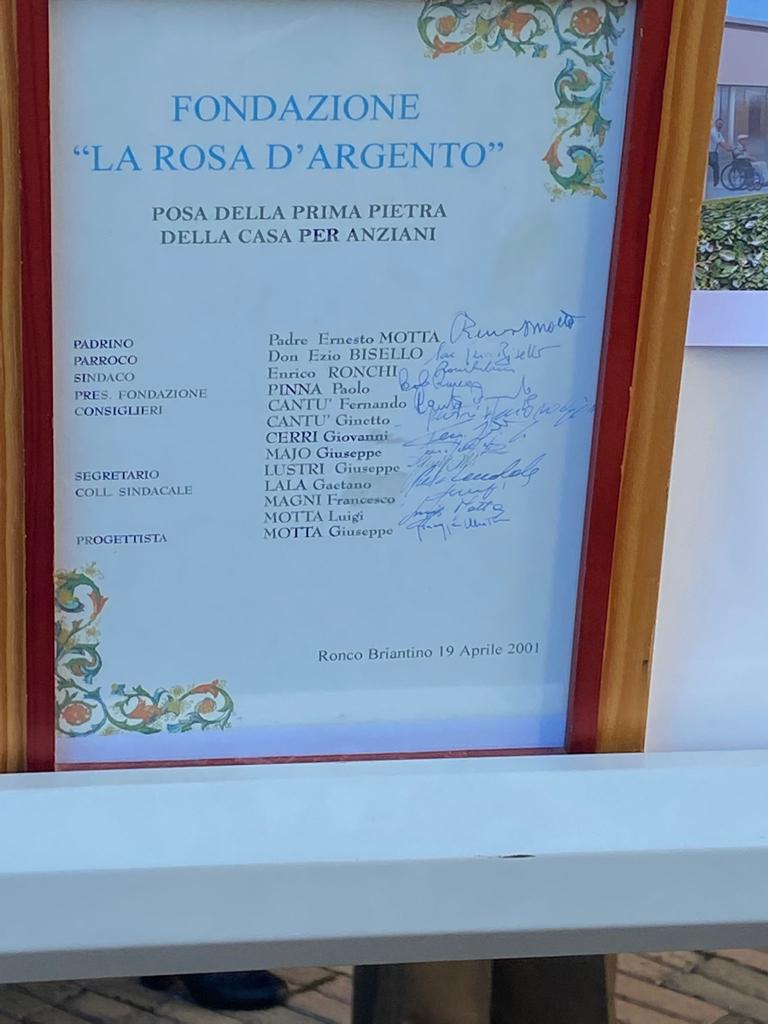 FONDAZIONE
“LA ROSA D’ARGENTO”
POSA DELLA PRIMA PIETRA
DELLA CASA PER ANZIANI
PADRINO Padre Ernesto MOTTA
PARROCO Don Ezio BISELLO
SINDACO Enrico RONCHI
PRES. FONDAZIONE PINNA Paolo
CONSIGLIERI CANTU’ Fernando
CANTU’ Ginetto
CERRI Giovanni
MAJO Giuseppe
SEGRETARIO LUSTRI Giuseppe
COLL. SINDACALE LALA Gaetano
MAGNI Francesco
MOTTA Luigi
PROGETTISTA MOTTA Giuseppe
Ronco Briantino 19 Aprile 2001